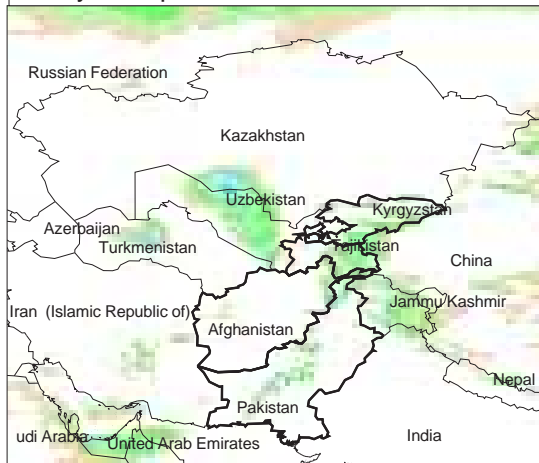 Russian Federation
Kazakhstan
Uzbekistan
Kyrgyzstan
Azerbaijan
Turkmenistan
Tajikistan
China
Iran (Islamic Republic of)
Jammu Kashmir
Afghanistan
Nepal
Pakistan
udi Arabia
United Arab Emirates
India